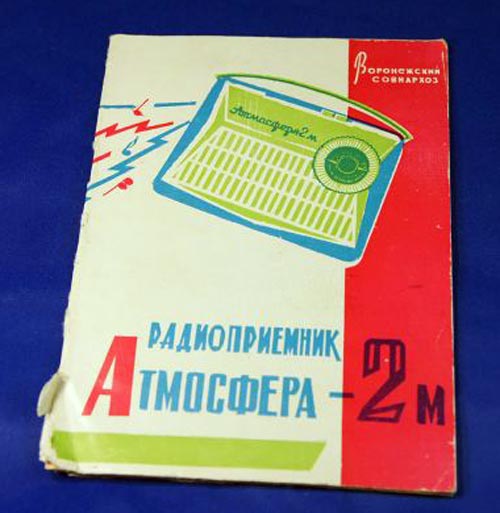 Воронежский
совнархоз
Атмосфера 2м
Радиоприемник
Атмосфера-2м